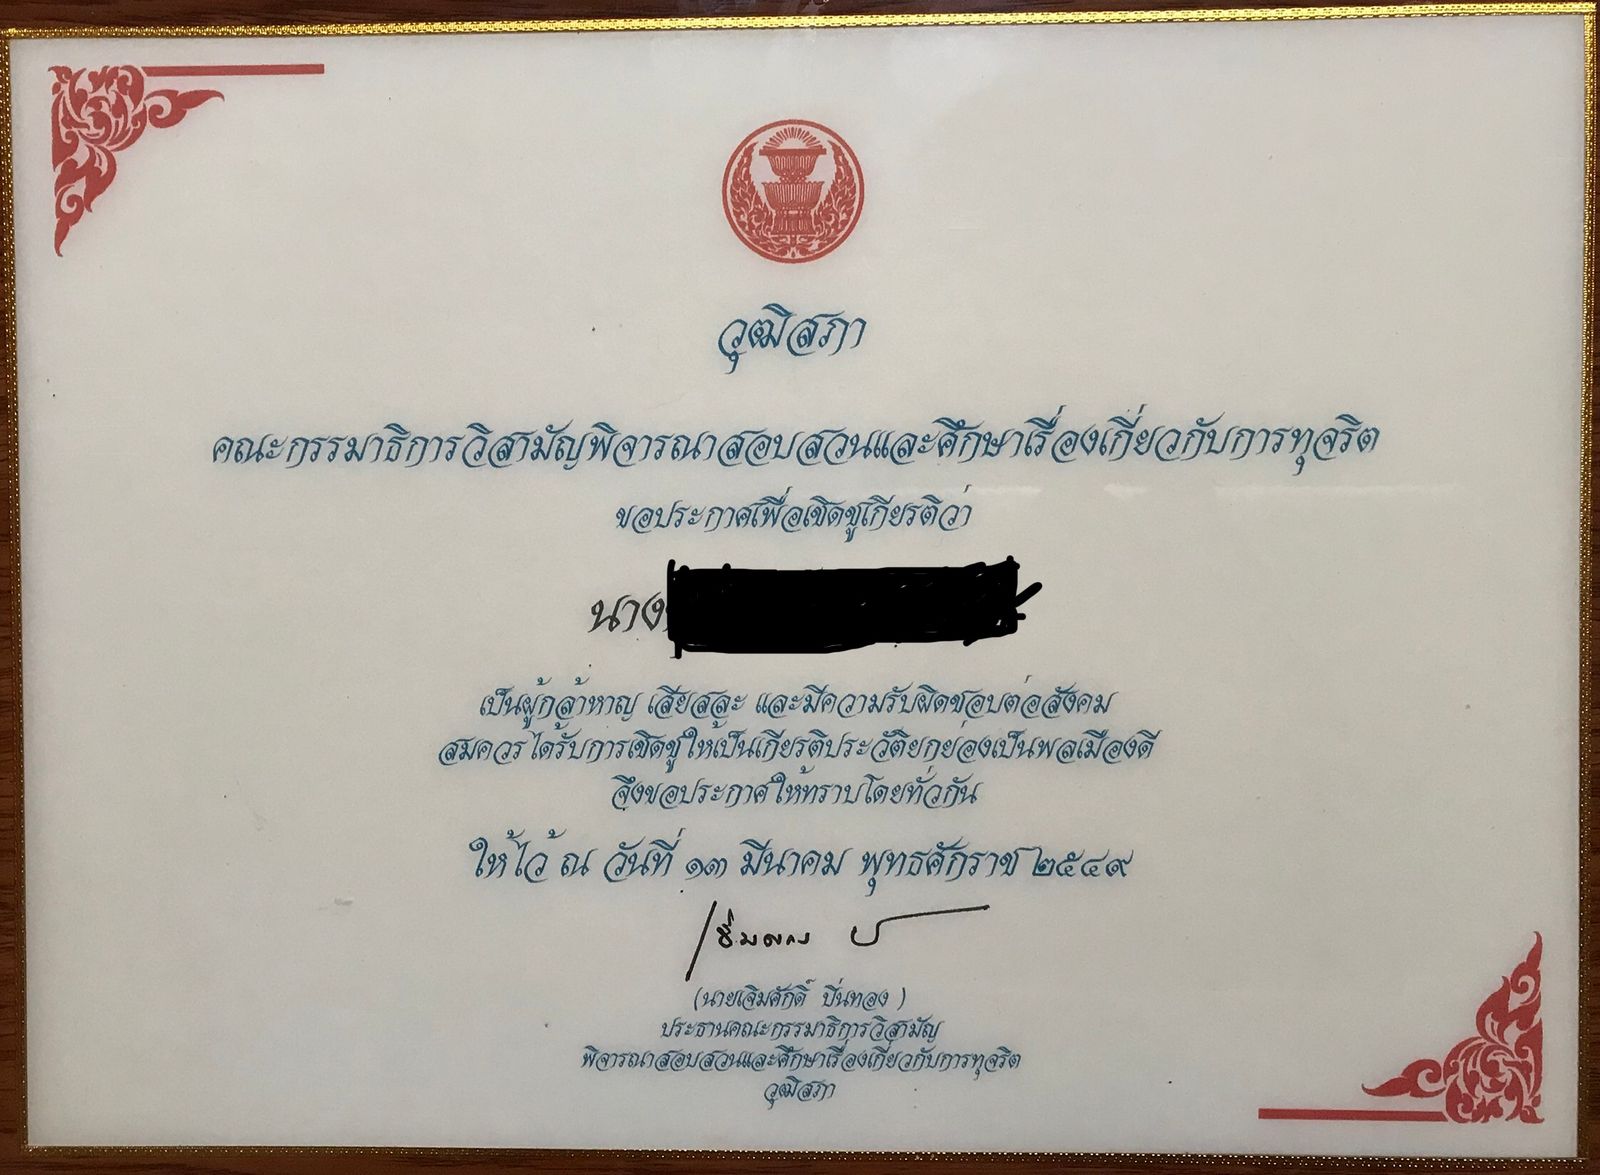 วุฒิสภา
คณะกรรมาธิการวิสามัญพิจารณาสอบสวนและศึกษาเรื่องเกี่ยวกับการทุจริต
ขอประกาศเพื่อเชิดชูเกียรติว่า
นาง
เป็นผู้กล้าหาญ เสียสละ และมีความรับผิดชอบต่อสังคม
สมควรได้รับการเชิดชูให้เป็นเกียรติประวัติยกย่องเป็นพลเมืองดี
จึงขอประกาศให้ทราบโดยทั่วกัน
ให้ไว้ ณ วันที่ ๑๓ มีนาคม พุทธศักราช ๒๕๔๙
(นายเจิมศักดิ์ ปิ่นทอง)
ประธานคณะกรรมาธิการวิสามัญ
พิจารณาสอบสวนและศึกษาเรื่องเกี่ยวกับการทุจริต
วุฒิสภา